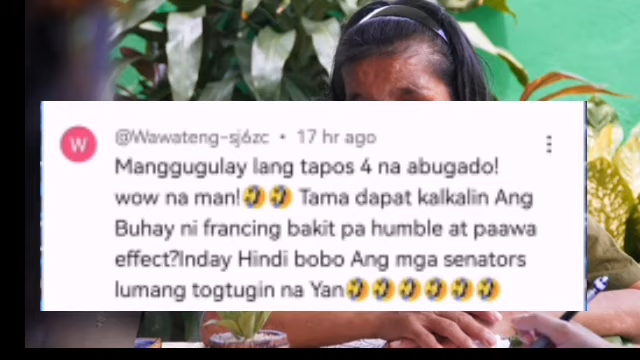 W
@Wawateng-sj6zc • 17 hr ago
Manggugulay lang tapos 4 na abugado!
wow na man!🤣🤣 Tama dapat kalkalin Ang
Buhay ni francing bakit pa humble at paawa
effect?Inday Hindi bobo Ang mga senators
lumang togtugin na Yan🤣🤣🤣🤣🤣🤣